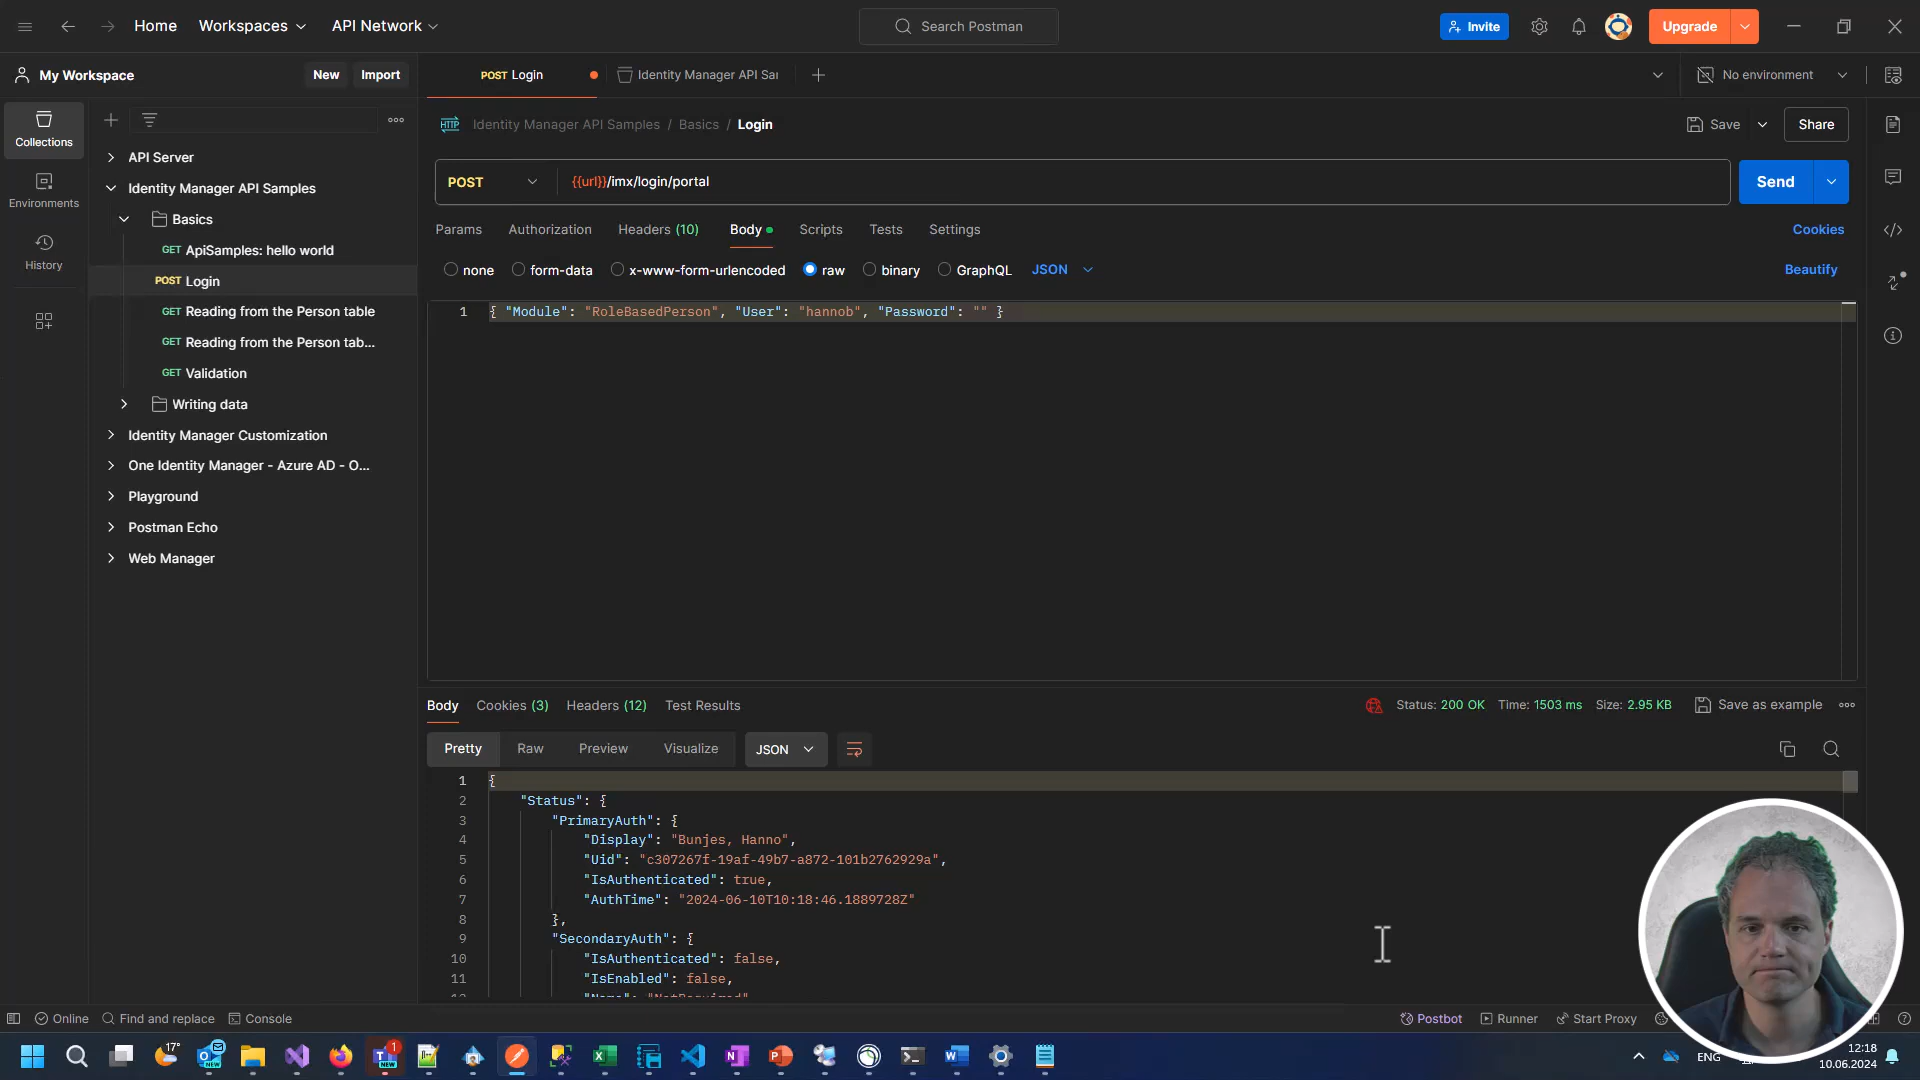 Home Workspaces API Network Search Postman Invite Upgrade
My Workspace New Import POST Login Identity Manager API Sar No environment
Collections
Environments
History
API Server
Identity Manager API Samples
Basics
GET ApiSamples: hello world
POST Login
GET Reading from the Person table
GET Reading from the Person tab...
GET Validation
Writing data
Identity Manager Customization
One Identity Manager - Azure AD - O...
Playground
Postman Echo
Web Manager
HTTP Identity Manager API Samples / Basics / Login Save Share
POST {{url}}/imx/login/portal Send
Params Authorization Headers (10) Body Scripts Tests Settings Cookies
none form-data x-www-form-urlencoded raw binary GraphQL JSON Beautify
1 { "Module": "RoleBasedPerson", "User": "hannob", "Password": "" }
Body Cookies (3) Headers (12) Test Results Status: 200 OK Time: 1503 ms Size: 2.95 KB Save as example
Pretty Raw Preview Visualize JSON
1 {
2 "Status": {
3 "PrimaryAuth": {
4 "Display": "Bunjes, Hanno",
5 "Uid": "c307267f-19af-49b7-a872-101b2762929a",
6 "IsAuthenticated": true,
7 "AuthTime": "2024-06-10T10:18:46.1889728Z"
8 },
9 "SecondaryAuth": {
10 "IsAuthenticated": false,
11 "IsEnabled": false,
Online Find and replace Console Postbot Runner Start Proxy
17° NEW 1 NEW ENG 12:18
10.06.2024